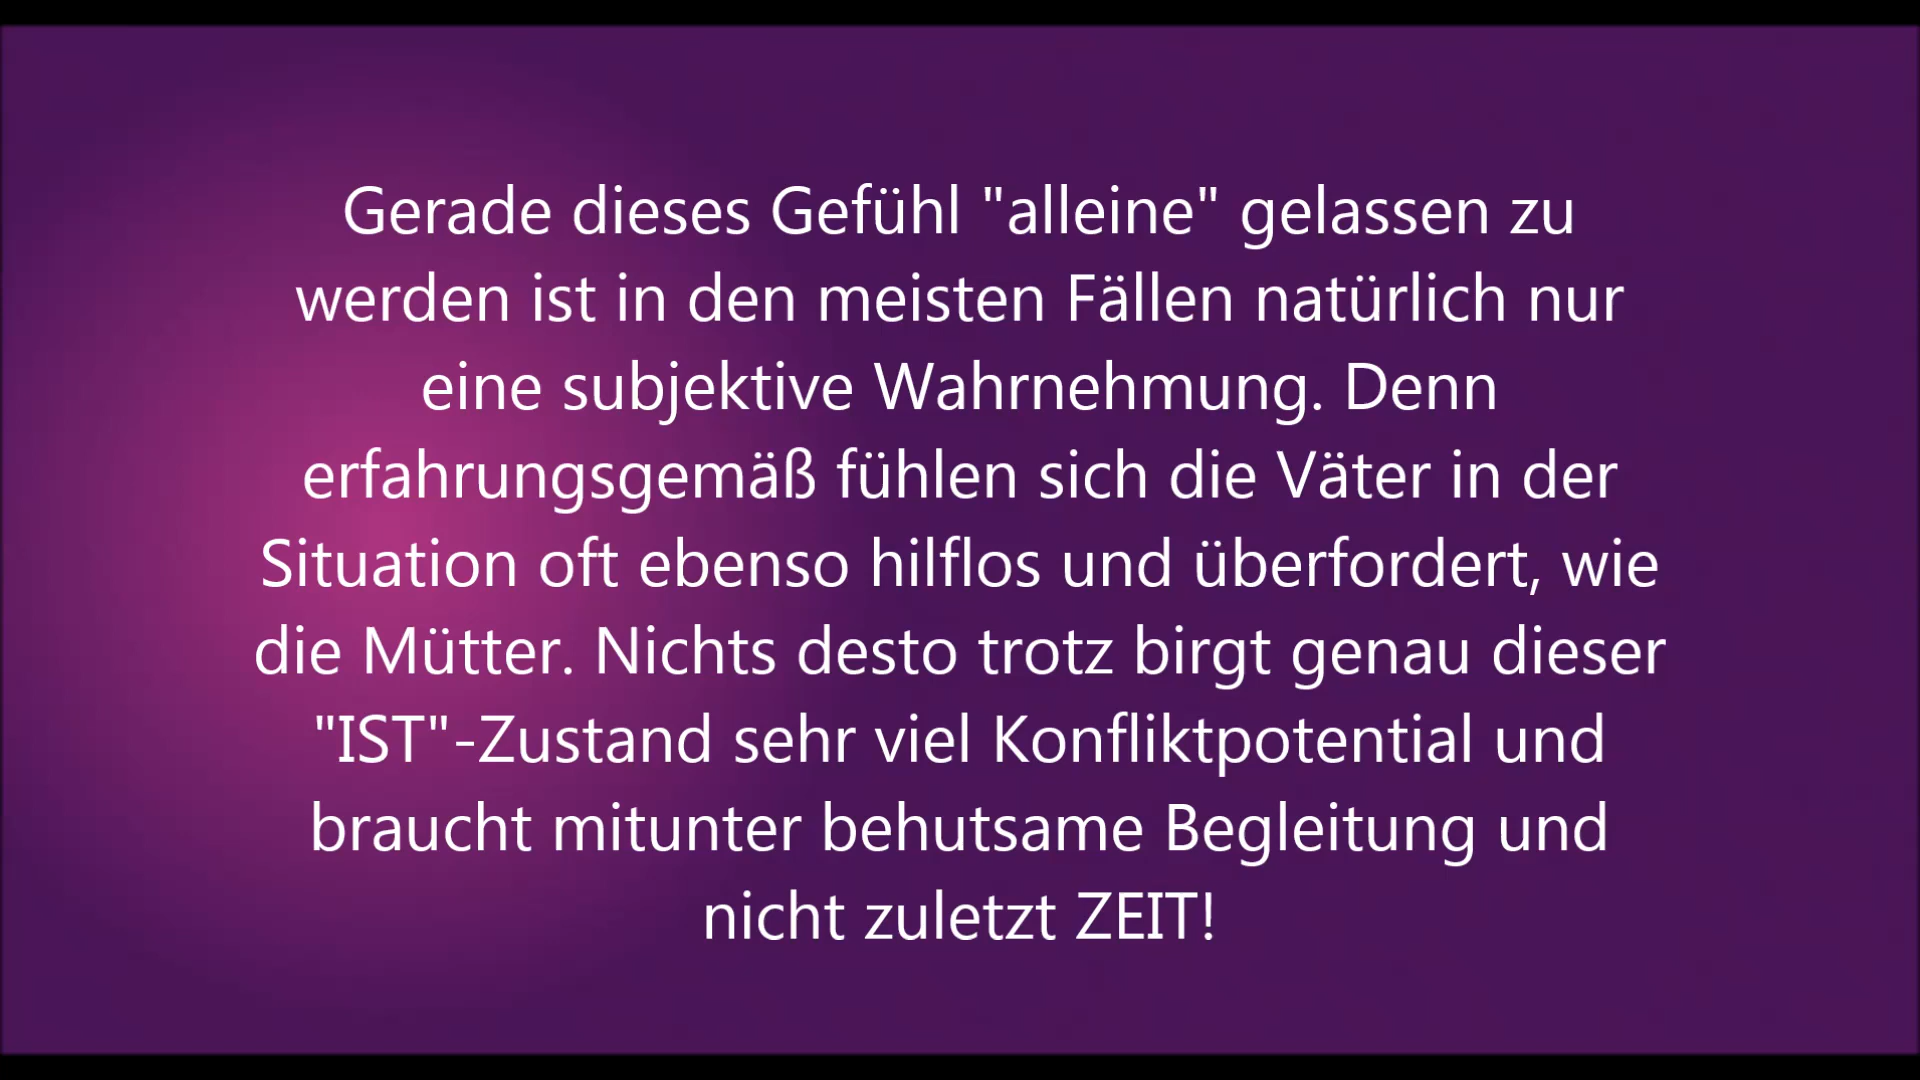 Gerade dieses Gefühl "alleine" gelassen zu
werden ist in den meisten Fällen natürlich nur
eine subjektive Wahrnehmung. Denn
erfahrungsgemäß fühlen sich die Väter in der
Situation oft ebenso hilflos und überfordert, wie
die Mütter. Nichts desto trotz birgt genau dieser
"IST"-Zustand sehr viel Konfliktpotential und
braucht mitunter behutsame Begleitung und
nicht zuletzt ZEIT!